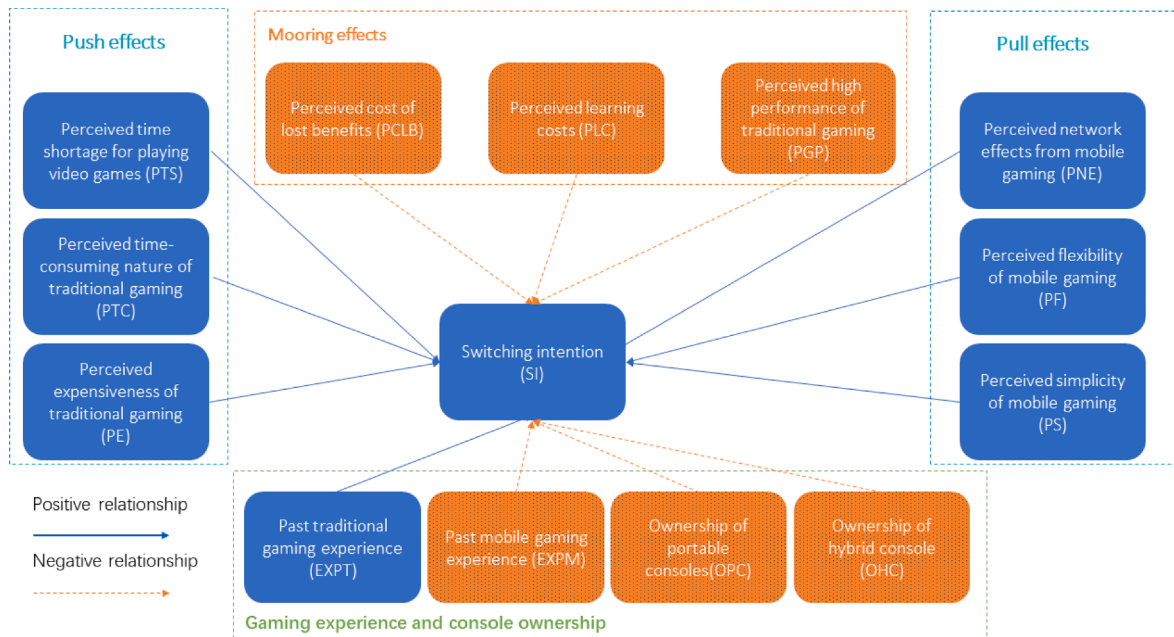 Push effects
Perceived time
shortage for playing
video games (PTS)
Perceived time-
consuming nature of
traditional gaming
(PTC)
Perceived
expensiveness of
traditional gaming
(PE)
Mooring effects
Perceived cost of
lost benefits (PCLB)
Perceived learning
costs (PLC)
Perceived high
performance of
traditional gaming
(PGP)
Pull effects
Perceived network
effects from mobile
gaming (PNE)
Perceived flexibility
of mobile gaming
(PF)
Perceived simplicity
of mobile gaming
(PS)
Switching intention
(SI)
Positive relationship
Negative relationship
Past traditional
gaming experience
(EXPT)
Past mobile gaming
experience (EXPM)
Ownership of
portable
consoles(OPC)
Ownership of
hybrid console
(OHC)
Gaming experience and console ownership